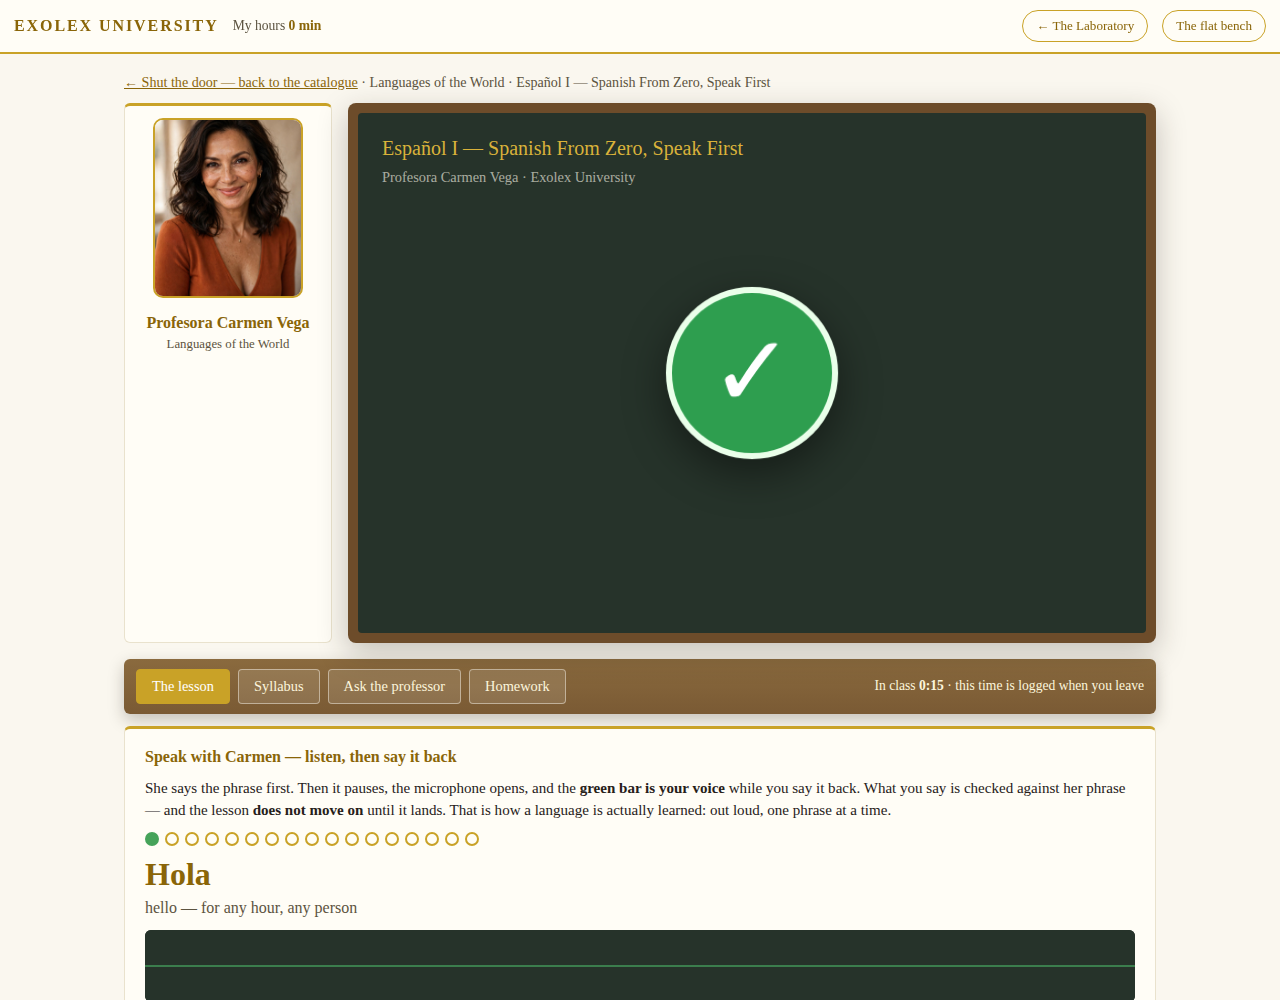 EXOLEX UNIVERSITY My hours 0 min ← The Laboratory The flat bench
← Shut the door — back to the catalogue · Languages of the World · Español I — Spanish From Zero, Speak First
Profesora Carmen Vega
Languages of the World
Español I — Spanish From Zero, Speak First
Profesora Carmen Vega · Exolex University
✓
The lesson Syllabus Ask the professor Homework In class 0:15 · this time is logged when you leave
Speak with Carmen — listen, then say it back
She says the phrase first. Then it pauses, the microphone opens, and the green bar is your voice while you say it back. What you say is checked against her phrase
— and the lesson does not move on until it lands. That is how a language is actually learned: out loud, one phrase at a time.
Hola
hello — for any hour, any person